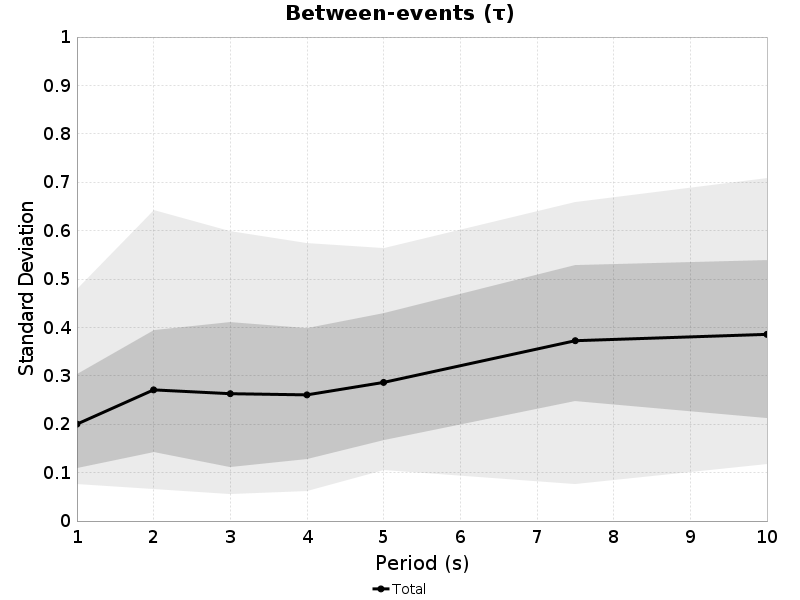 Between-events (τ)
1
0.9
0.8
0.7
0.6
0.5
0.4
0.3
0.2
0.1
0
Standard Deviation
1 2 3 4 5 6 7 8 9 10
Period (s)
Total